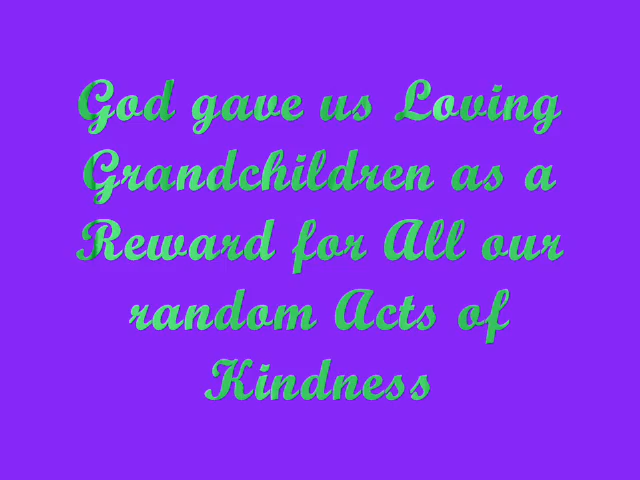 God gave us Loving
Grandchildren as a
Reward for All our
random Acts of
Kindness